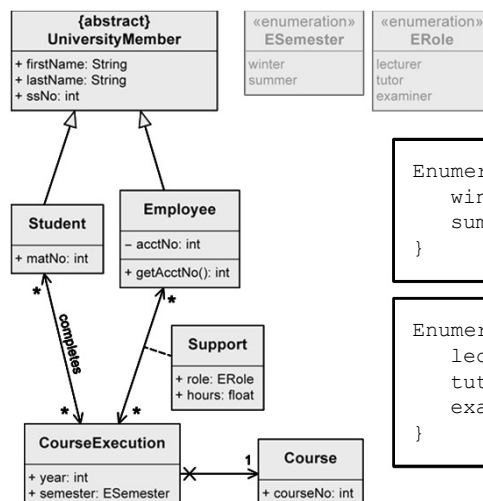 {abstract}
UniversityMember
+ firstName: String
+ lastName: String
+ ssNo: int
«enumeration»
ESemester
winter
summer
«enumeration»
ERole
lecturer
tutor
examiner
}
}
Student
+ matNo: int
Employee
– acctNo: int
+ getAcctNo(): int
*
*
completes
Support
+ role: ERole
+ hours: float
*
*
CourseExecution
+ year: int
+ semester: ESemester
1
Course
+ courseNo: int